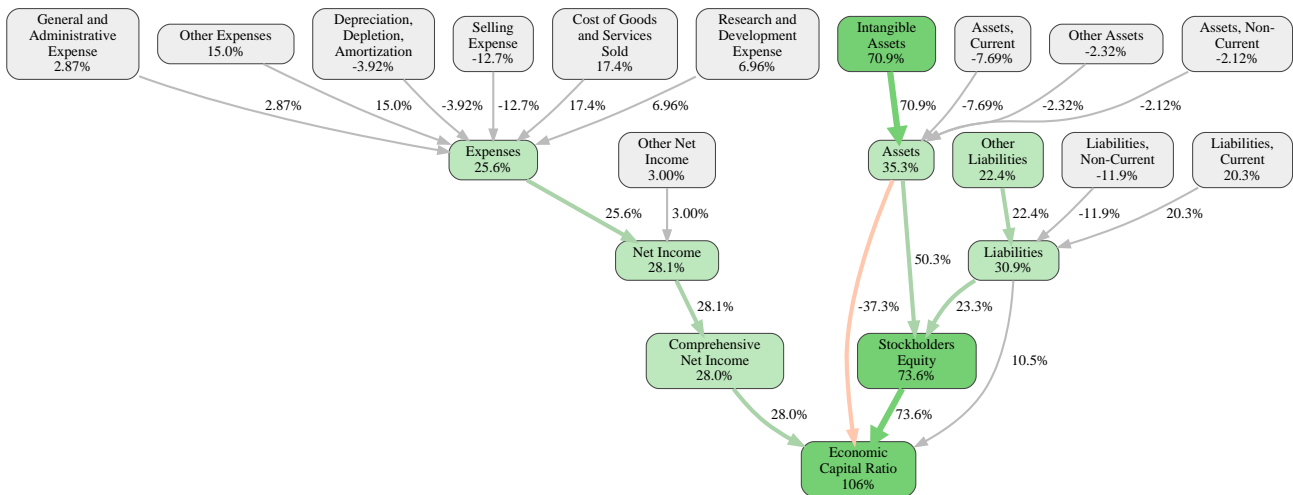 General and
Administrative
Expense
2.87%
Other Expenses
15.0%
Depreciation,
Depletion,
Amortization
-3.92%
Selling
Expense
-12.7%
Cost of Goods
and Services
Sold
17.4%
Research and
Development
Expense
6.96%
Intangible
Assets
70.9%
Assets,
Current
-7.69%
Other Assets
-2.32%
Assets, Non-
Current
-2.12%
2.87%
15.0%
-3.92%
-12.7%
17.4%
6.96%
70.9%
-7.69%
-2.32%
-2.12%
Expenses
25.6%
Other Net
Income
3.00%
Assets
35.3%
Other
Liabilities
22.4%
Liabilities,
Non-Current
-11.9%
Liabilities,
Current
20.3%
25.6%
3.00%
22.4%
-11.9%
20.3%
Net Income
28.1%
50.3%
Liabilities
30.9%
28.1%
-37.3%
23.3%
Comprehensive
Net Income
28.0%
Stockholders
Equity
73.6%
10.5%
28.0%
73.6%
Economic
Capital Ratio
106%